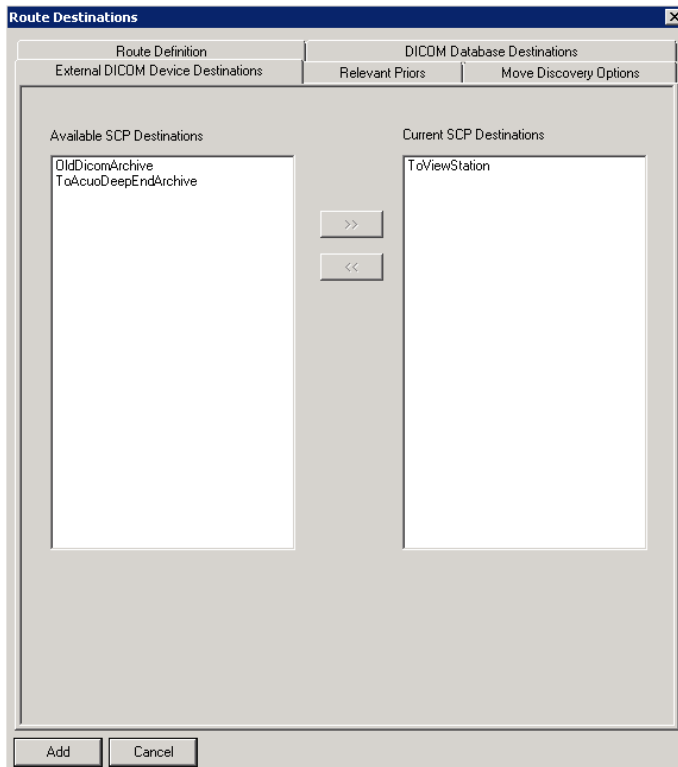 Route Destinations
Route Definition
DICOM Database Destinations
External DICOM Device Destinations
Relevant Priors
Move Discovery Options
Available SCP Destinations
Current SCP Destinations
OldDicomArchive
ToAcuoDeepEndArchive
ToViewStation
>>
<<
Add
Cancel